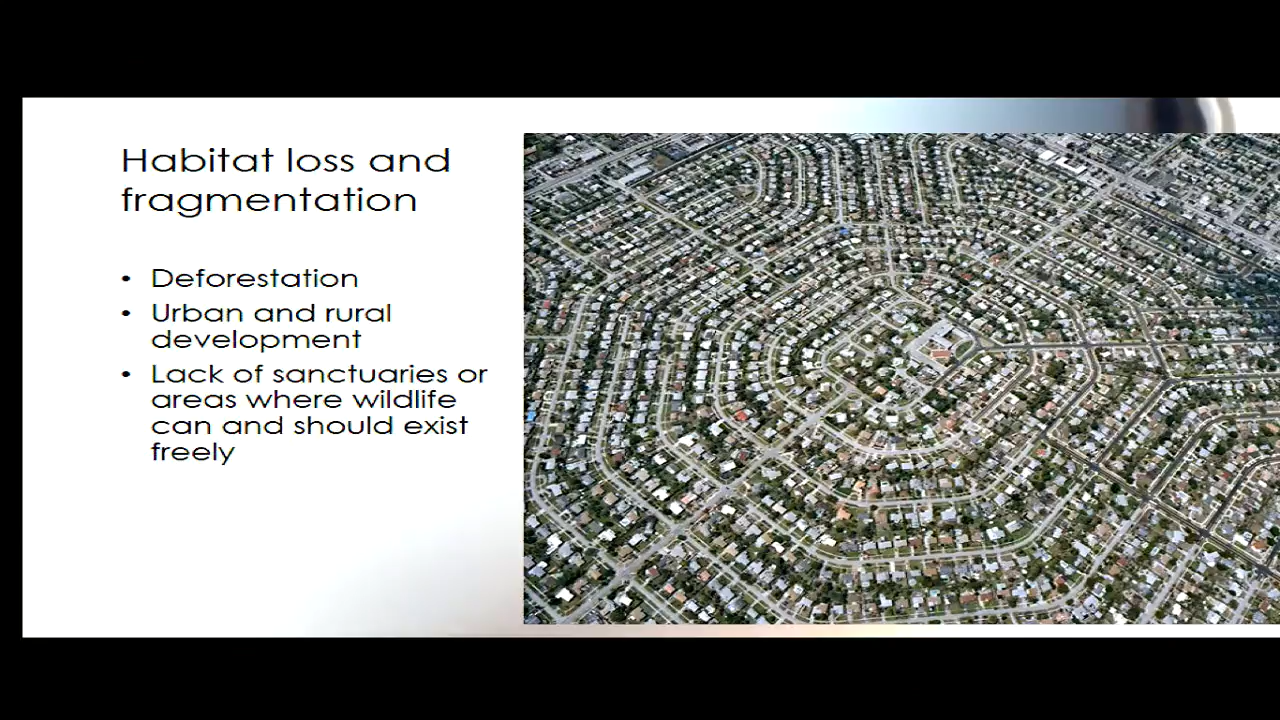 Habitat loss and
fragmentation
• Deforestation
• Urban and rural
development
• Lack of sanctuaries or
areas where wildlife
can and should exist
freely